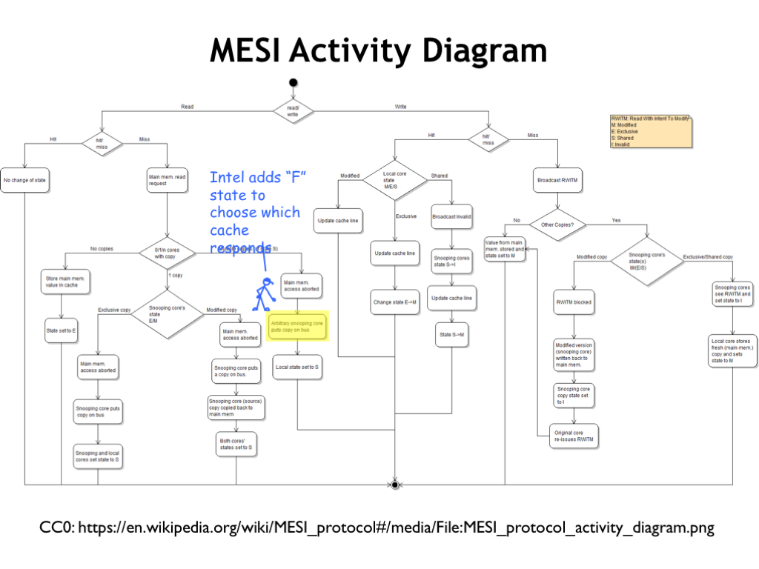 MESI Activity Diagram
Read
read/
write
Write
RWITM: Read With Intent To Modify
M: Modified
E: Exclusive
S: Shared
I: Invalid
Hit
hit/
miss
Miss
Hit
hit/
miss
Miss
No change of state
Main mem. read
request
Intel adds “F”
state to
choose which
cache
responds
Modified
Local core
state
M/E/S
Shared
Broadcast RWITM
Update cache line
Exclusive
Broadcast Invalid
No
Other Copies?
Yes
No copies
S/I in cores
with copy
S)
1 copy
Update cache line
Snooping cores
state S->I
Value from main
mem. stored and
state set to M
Modified copy
Snooping core's
state(s)
M/(E/S)
Exclusive/Shared copy
Store main mem.
value in cache
Main mem.
access aborted
Change state E->M
Update cache line
RWITM blocked
Snooping cores
see RWITM and
set state to I
Exclusive copy
Snooping core's
state
E/M
Modified copy
State set to E
Main mem.
access aborted
Arbitrary snooping core
puts copy on bus
State S->M
Modified version
(snooping core)
written back to
main mem.
Local core stores
fresh (main mem.)
copy and sets
state to M
Main mem.
access aborted
Snooping core puts
a copy on bus
Local state set to S
Snooping core
copy state set
to I
Snooping core puts
copy on bus
Snooping core (source)
copy copied back to
main mem
Original core
re-issues RWITM
Snooping and local
cores set state to S
Both cores'
states set to S
CC0: https://en.wikipedia.org/wiki/MESI_protocol#/media/File:MESI_protocol_activity_diagram.png